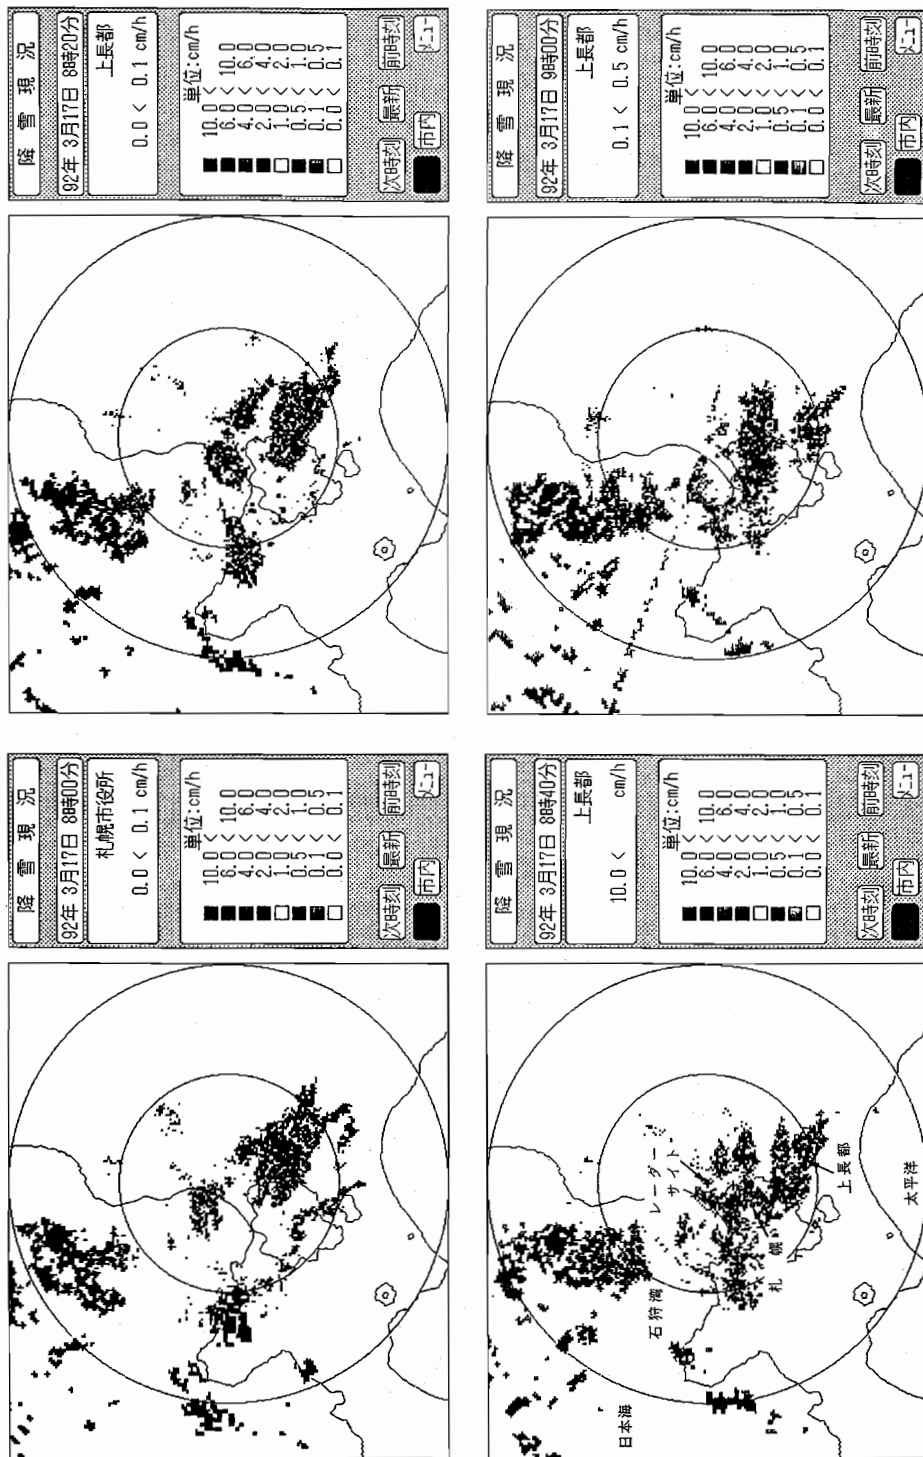 降 雪 現 況
92年 3月17日 8時00分
札幌市役所
0.0 < 0.1 cm/h
単位:cm/h
10.0 <
6.0 < 10.0
4.0 < 6.0
2.0 < 4.0
1.0 < 2.0
0.5 < 1.0
0.1 < 0.5
0.0 < 0.1
次時刻 最新 前時刻
市内 メニュー
降 雪 現 況
92年 3月17日 8時20分
上長都
0.0 < 0.1 cm/h
単位:cm/h
10.0 <
6.0 < 10.0
4.0 < 6.0
2.0 < 4.0
1.0 < 2.0
0.5 < 1.0
0.1 < 0.5
0.0 < 0.1
次時刻 最新 前時刻
市内 メニュー
日本海
石狩湾
レーダー
サイト
札 幌
上長都
太平洋
降 雪 現 況
92年 3月17日 8時40分
上長都
10.0 < cm/h
単位:cm/h
10.0 <
6.0 < 10.0
4.0 < 6.0
2.0 < 4.0
1.0 < 2.0
0.5 < 1.0
0.1 < 0.5
0.0 < 0.1
次時刻 最新 前時刻
市内 メニュー
降 雪 現 況
92年 3月17日 9時00分
上長都
0.1 < 0.5 cm/h
単位:cm/h
10.0 <
6.0 < 10.0
4.0 < 6.0
2.0 < 4.0
1.0 < 2.0
0.5 < 1.0
0.1 < 0.5
0.0 < 0.1
次時刻 最新 前時刻
市内 メニュー